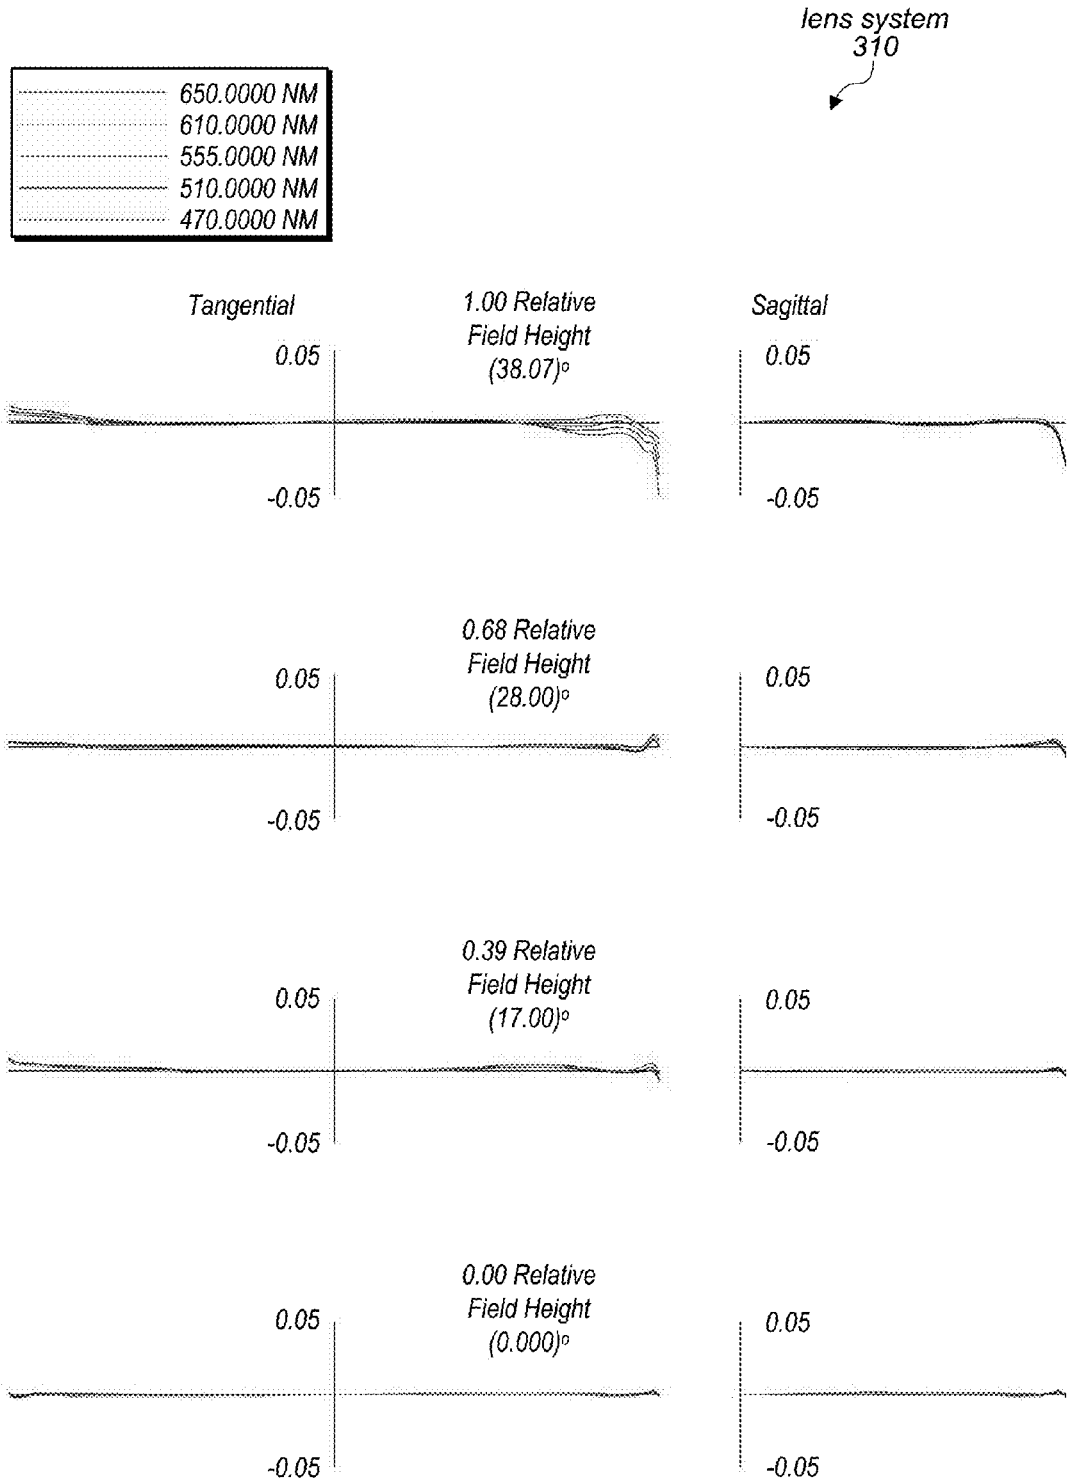 lens system
310
650.0000 NM
610.0000 NM
555.0000 NM
510.0000 NM
470.0000 NM
Tangential
1.00 Relative
Field Height
(38.07)º
Sagittal
0.05
0.05
-0.05
-0.05
0.68 Relative
Field Height
(28.00)º
0.05
0.05
-0.05
-0.05
0.39 Relative
Field Height
(17.00)º
0.05
0.05
-0.05
-0.05
0.00 Relative
Field Height
(0.000)º
0.05
0.05
-0.05
-0.05